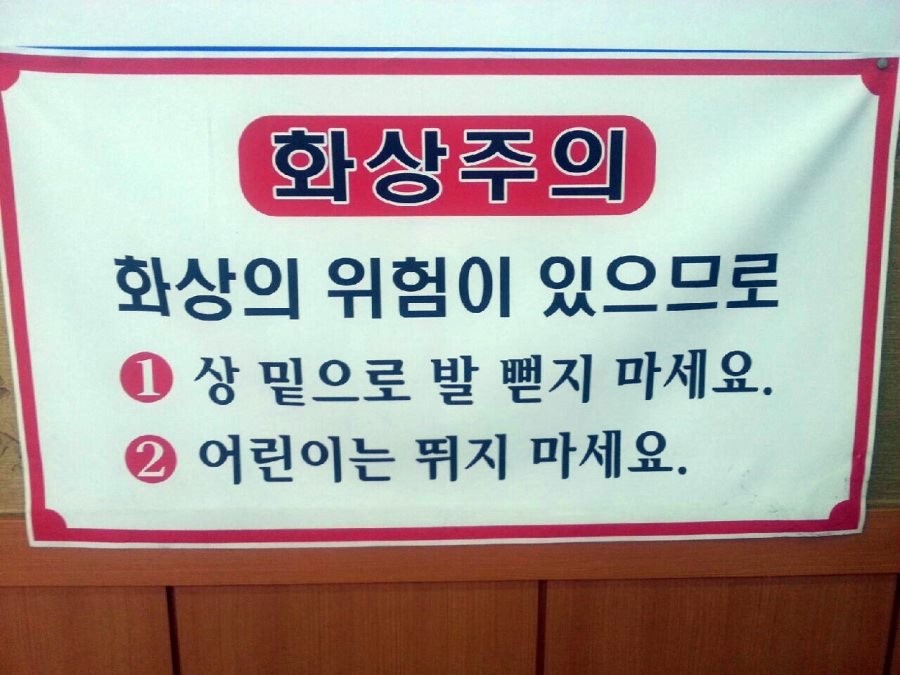 화상주의
화상의 위험이 있으므로
1 상 밑으로 발 뻗지 마세요.
2 어린이는 뛰지 마세요.